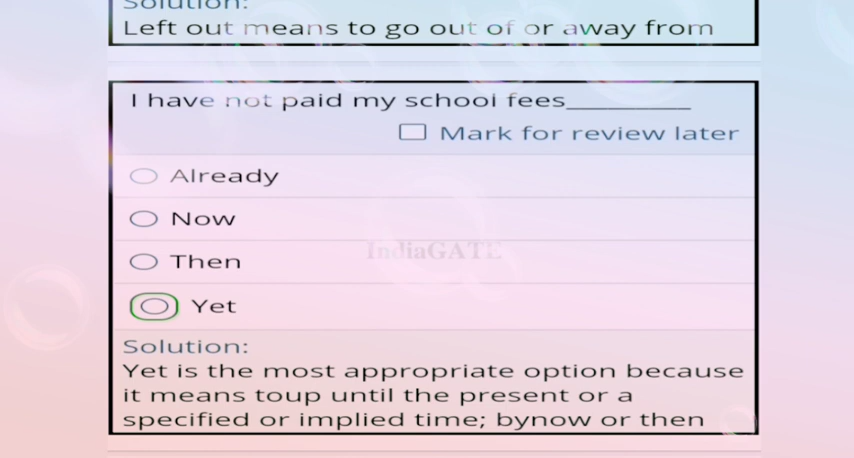 Solution:
Left out means to go out of or away from
I have not paid my school fees__________
Mark for review later
Already
Now
IndiaGATE
Then
Yet
Solution:
Yet is the most appropriate option because
it means toup until the present or a
specified or implied time; bynow or then